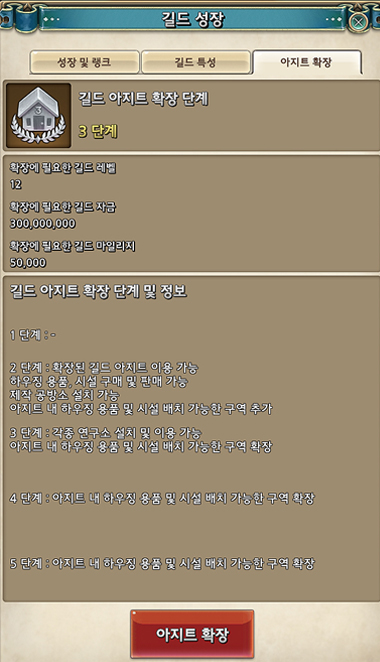 길드 성장
성장 및 랭크
길드 특성
아지트 확장
3
길드 아지트 확장 단계
3 단계
확장에 필요한 길드 레벨
12
확장에 필요한 길드 자금
300,000,000
확장에 필요한 길드 마일리지
50,000
길드 아지트 확장 단계 및 정보
1 단계 : -
2 단계 : 확장된 길드 아지트 이용 가능
하우징 용품, 시설 구매 및 판매 가능
제작 공방소 설치 가능
아지트 내 하우징 용품 및 시설 배치 가능한 구역 추가
3 단계 : 각종 연구소 설치 및 이용 가능
아지트 내 하우징 용품 및 시설 배치 가능한 구역 확장
4 단계 : 아지트 내 하우징 용품 및 시설 배치 가능한 구역 확장
5 단계 : 아지트 내 하우징 용품 및 시설 배치 가능한 구역 확장
아지트 확장